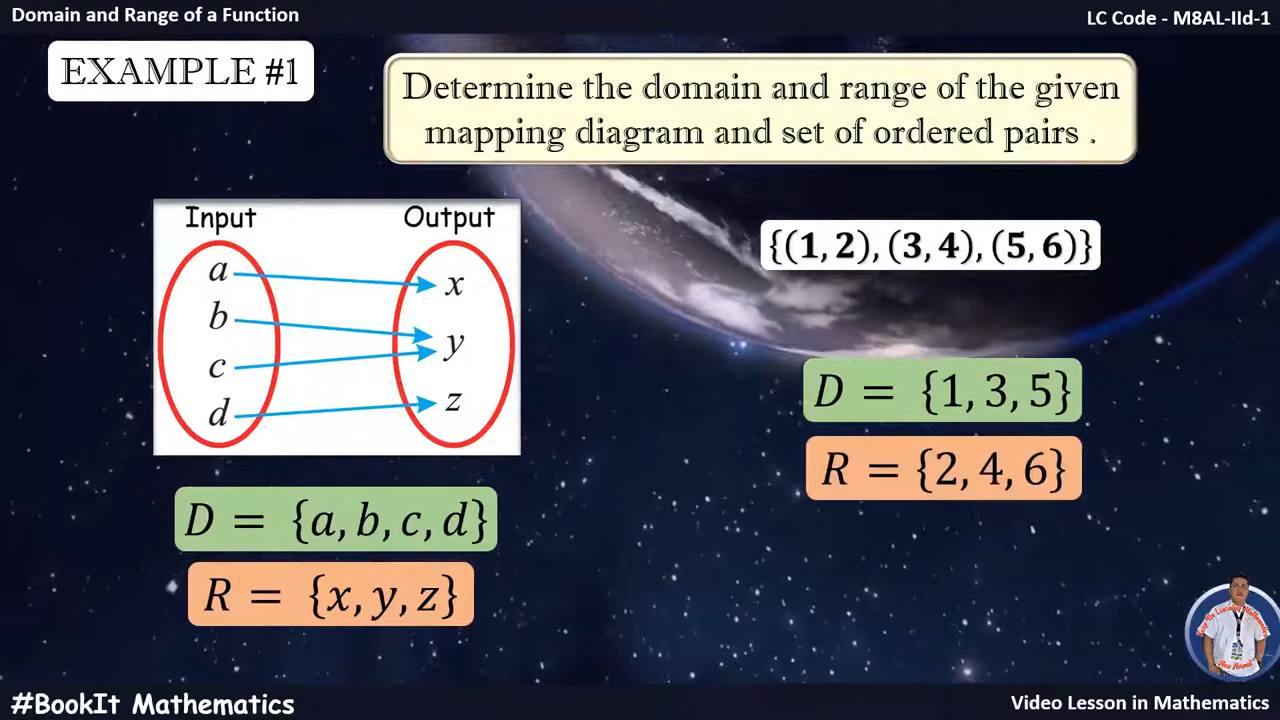 Domain and Range of a Function
LC Code - M8AL-IId-1
EXAMPLE #1
Determine the domain and range of the given
mapping diagram and set of ordered pairs .
Input
Output
a
b
c
d
x
y
z
D = {a, b, c, d}
R = {x, y, z}
{(1, 2), (3, 4), (5, 6)}
D = {1, 3, 5}
R = {2, 4, 6}
#BookIt Mathematics
Video Lesson in Mathematics